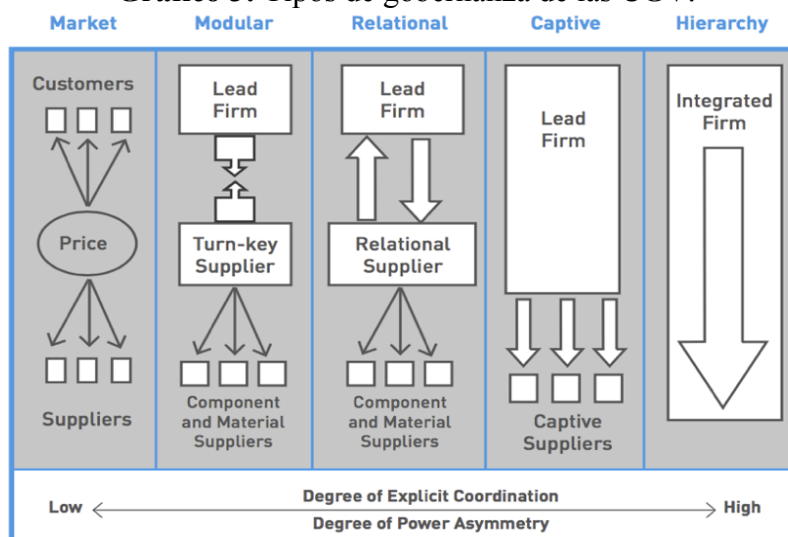 Market
Modular
Relational
Captive
Hierarchy
Customers
Price
Suppliers
Lead
Firm
Turn-key
Supplier
Component
and Material
Suppliers
Lead
Firm
Relational
Supplier
Component
and Material
Suppliers
Lead
Firm
Captive
Suppliers
Integrated
Firm
Low
Degree of Explicit Coordination
Degree of Power Asymmetry
High